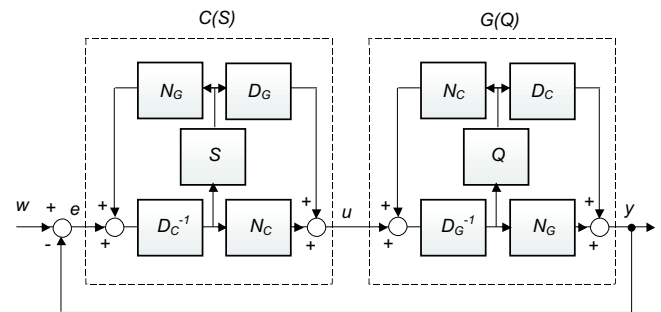 C(S) G(Q)
N_G D_G N_C D_C
S Q
w + e + + u + + y
- + D_C^{-1} N_C + + D_G^{-1} N_G +